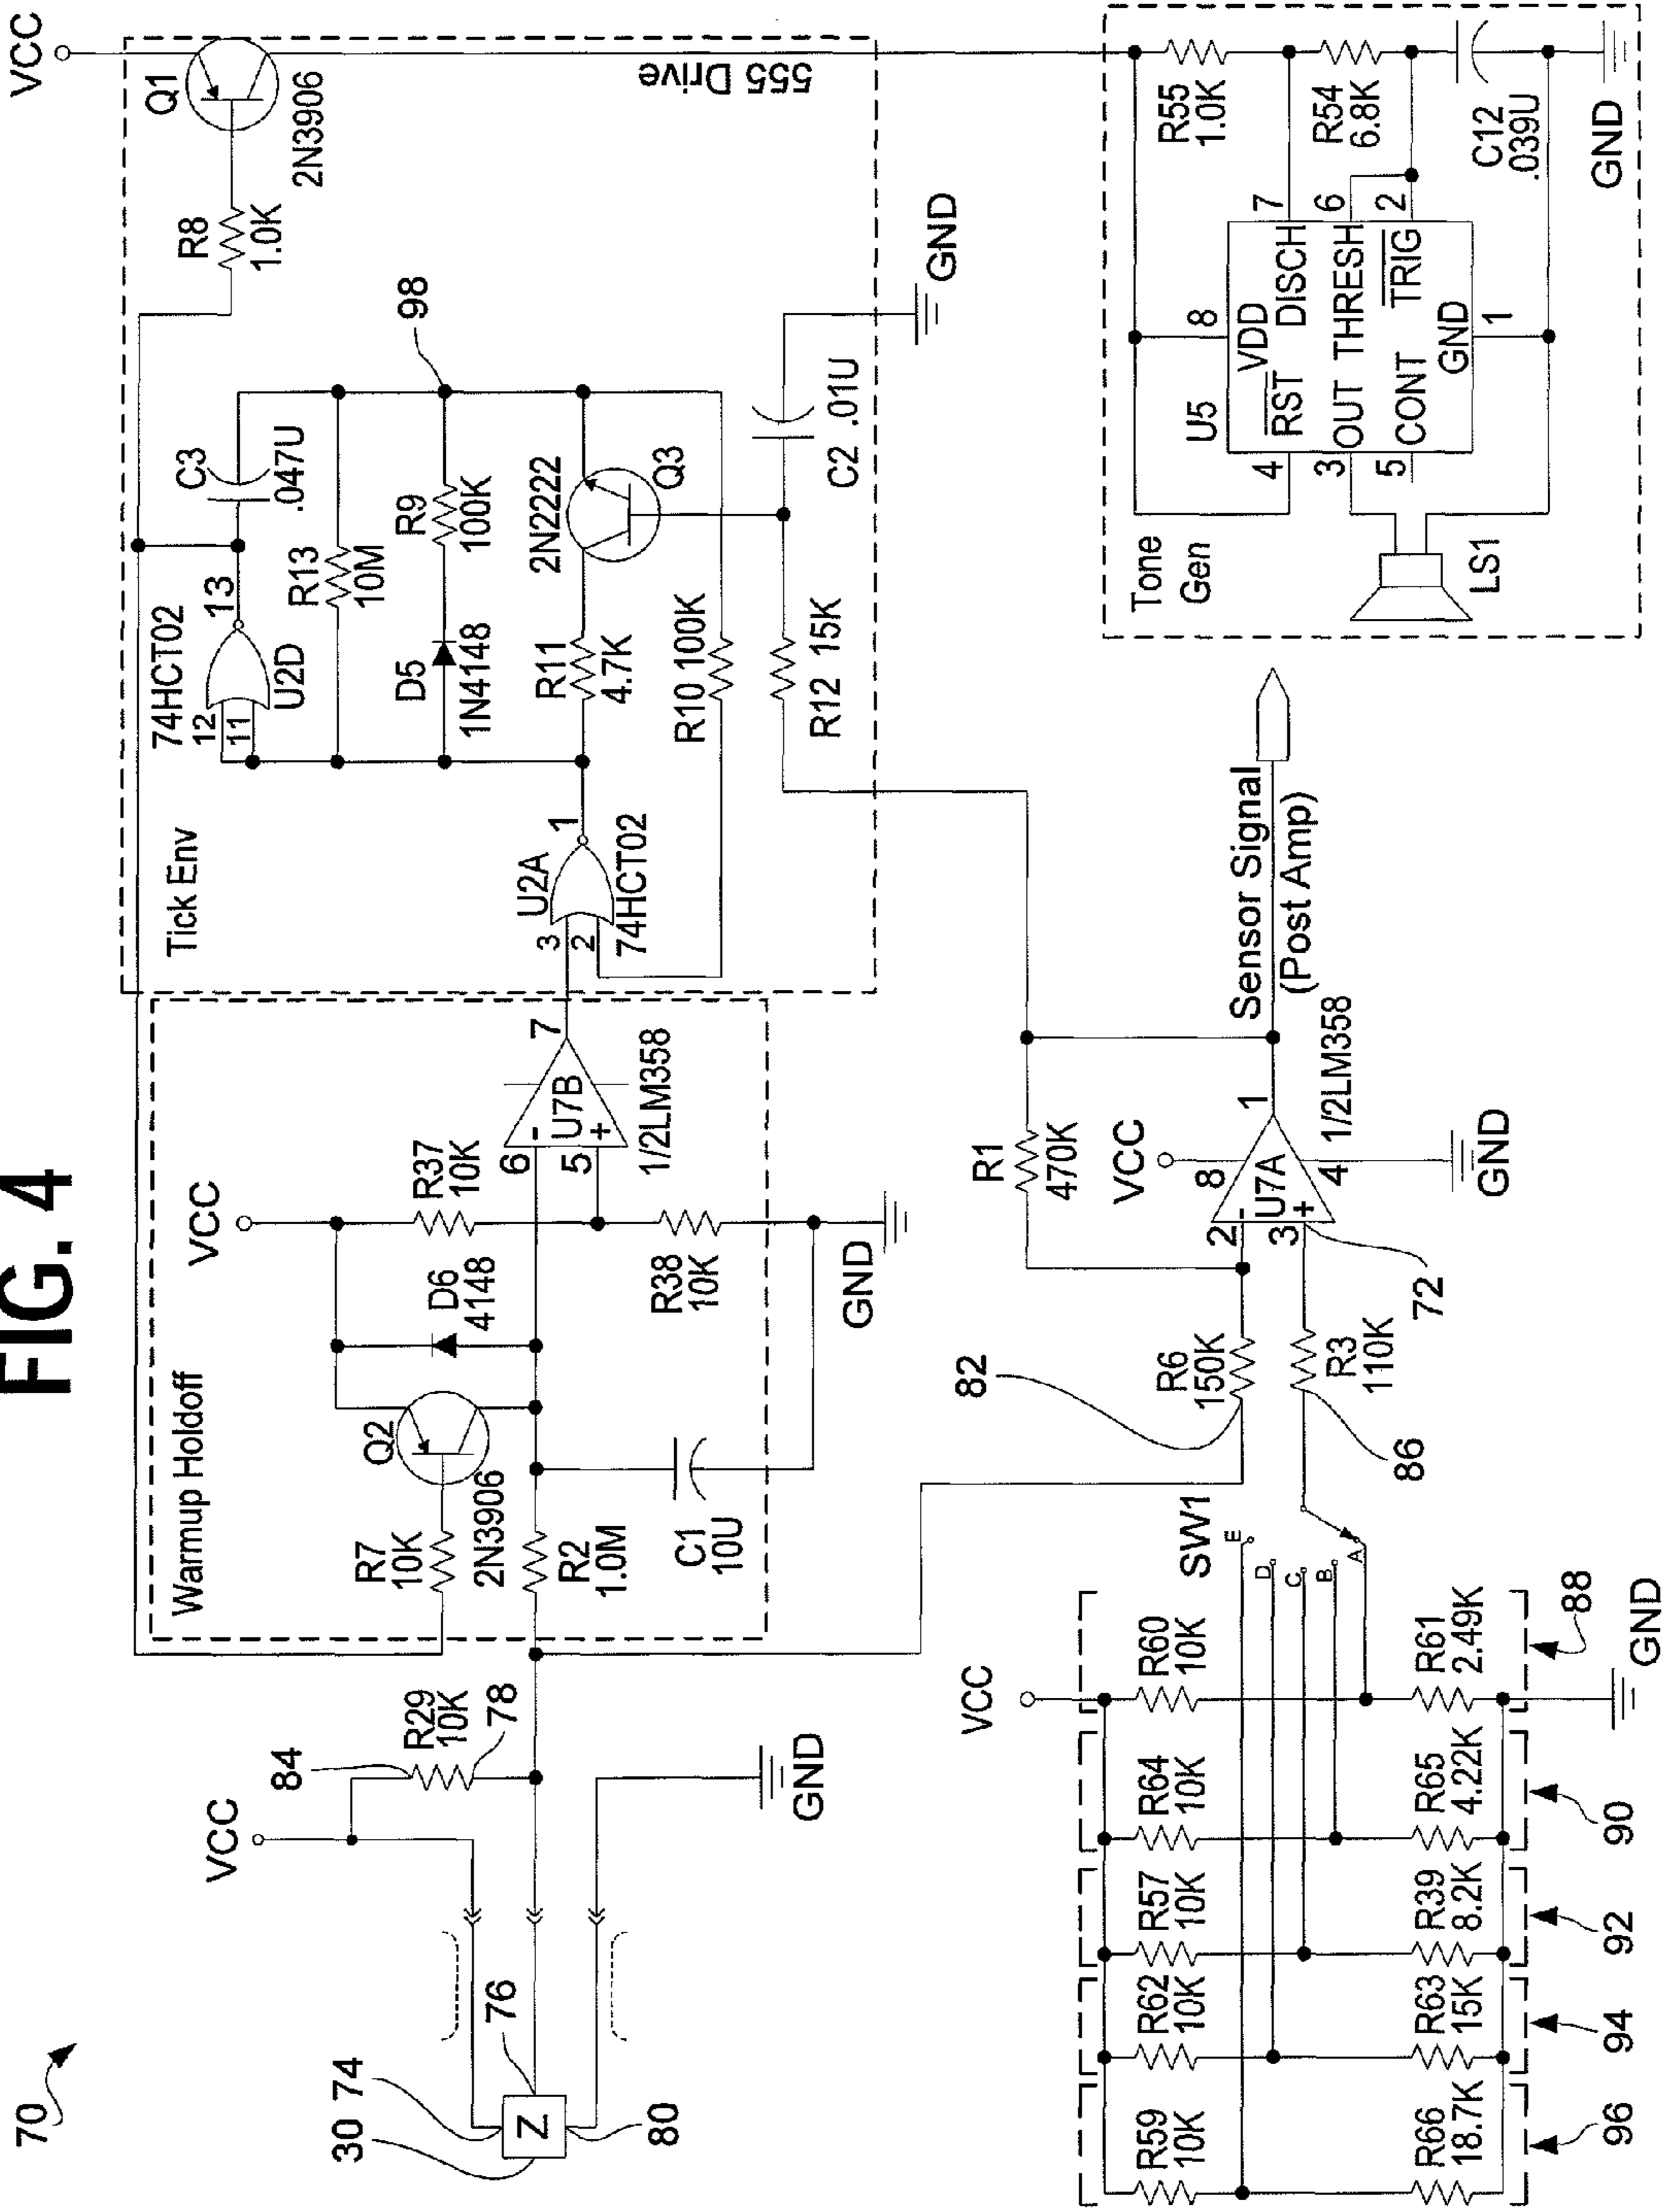 FIG. 4
70
VCC
Q1
2N3906
R8
1.0K
555 Drive
Tick Env
74HCT02
12
11
13
U2D
C3
.047U
R13
10M
98
D5
1N4148
R9
100K
R11
4.7K
2N2222
Q3
U2A
3
2
1
74HCT02
R10 100K
R12 15K
C2 .01U
GND
Warmup Holdoff
VCC
R7
10K
Q2
2N3906
D6
4148
R37
10K
6
5
7
-
+
U7B
1/2LM358
R2
1.0M
C1
10U
R38
10K
GND
VCC
84
R29
10K
78
74
30
Z
76
80
GND
82
R6
150K
R3
110K
86
72
R1
470K
VCC
8
2
3
-
+
U7A
1
4
1/2LM358
GND
Sensor Signal
(Post Amp)
SW1
E
D
C
B
A
VCC
R59
10K
R62
10K
R57
10K
R64
10K
R60
10K
R66
18.7K
R63
15K
R39
8.2K
R65
4.22K
R61
2.49K
96
94
92
90
88
GND
Tone
Gen
LS1
U5
4
3
5
8
7
6
2
1
VDD
RST
DISCH
OUT
THRESH
CONT
TRIG
GND
R55
1.0K
R54
6.8K
C12
.039U
GND